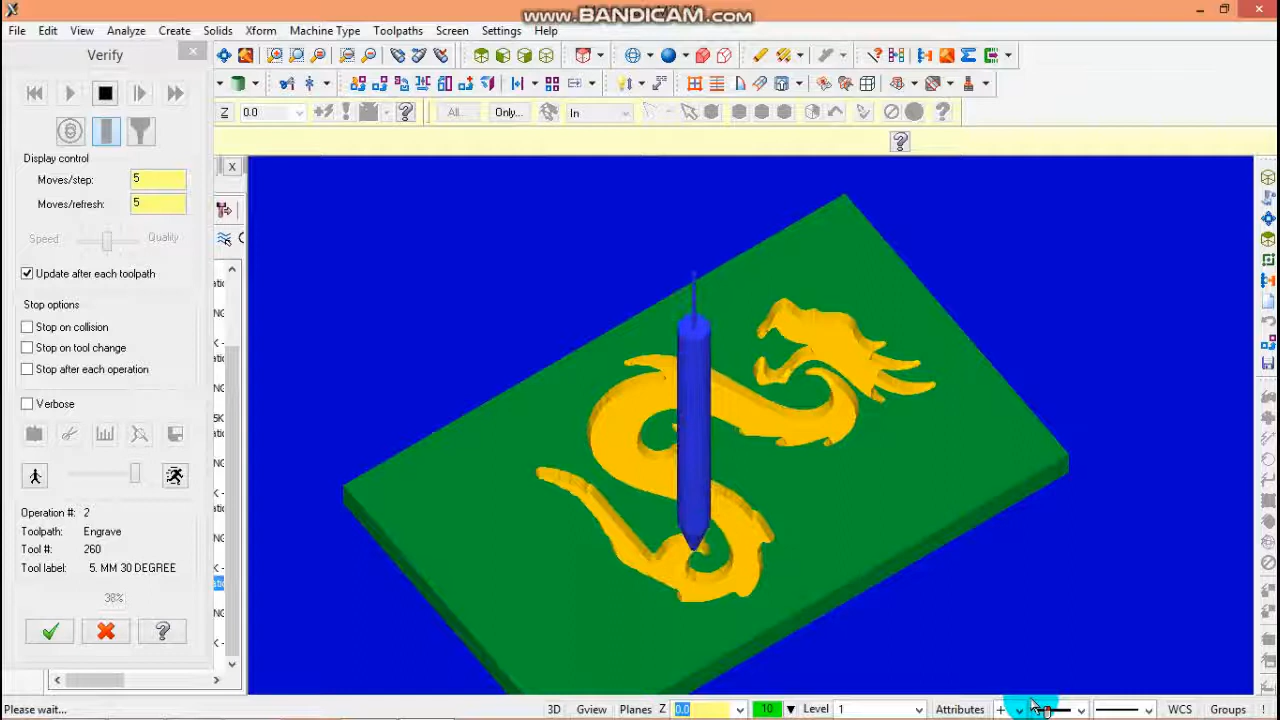 www.BANDICAM.com
File Edit View Analyze Create Solids Xform Machine Type Toolpaths Screen Settings Help
Verify
Z 0.0 All... Only... In
Display control
Moves/step: 5
Moves/refresh: 5
Speed Quality
Update after each toolpath
Stop options
Stop on collision
Stop on tool change
Stop after each operation
Verbose
Operation #: 2
Toolpath: Engrave
Tool #: 260
Tool label: 5. MM 30 DEGREE
38%
Please wait... 3D Gview Planes Z 0.0 10 Level 1 Attributes WCS Groups